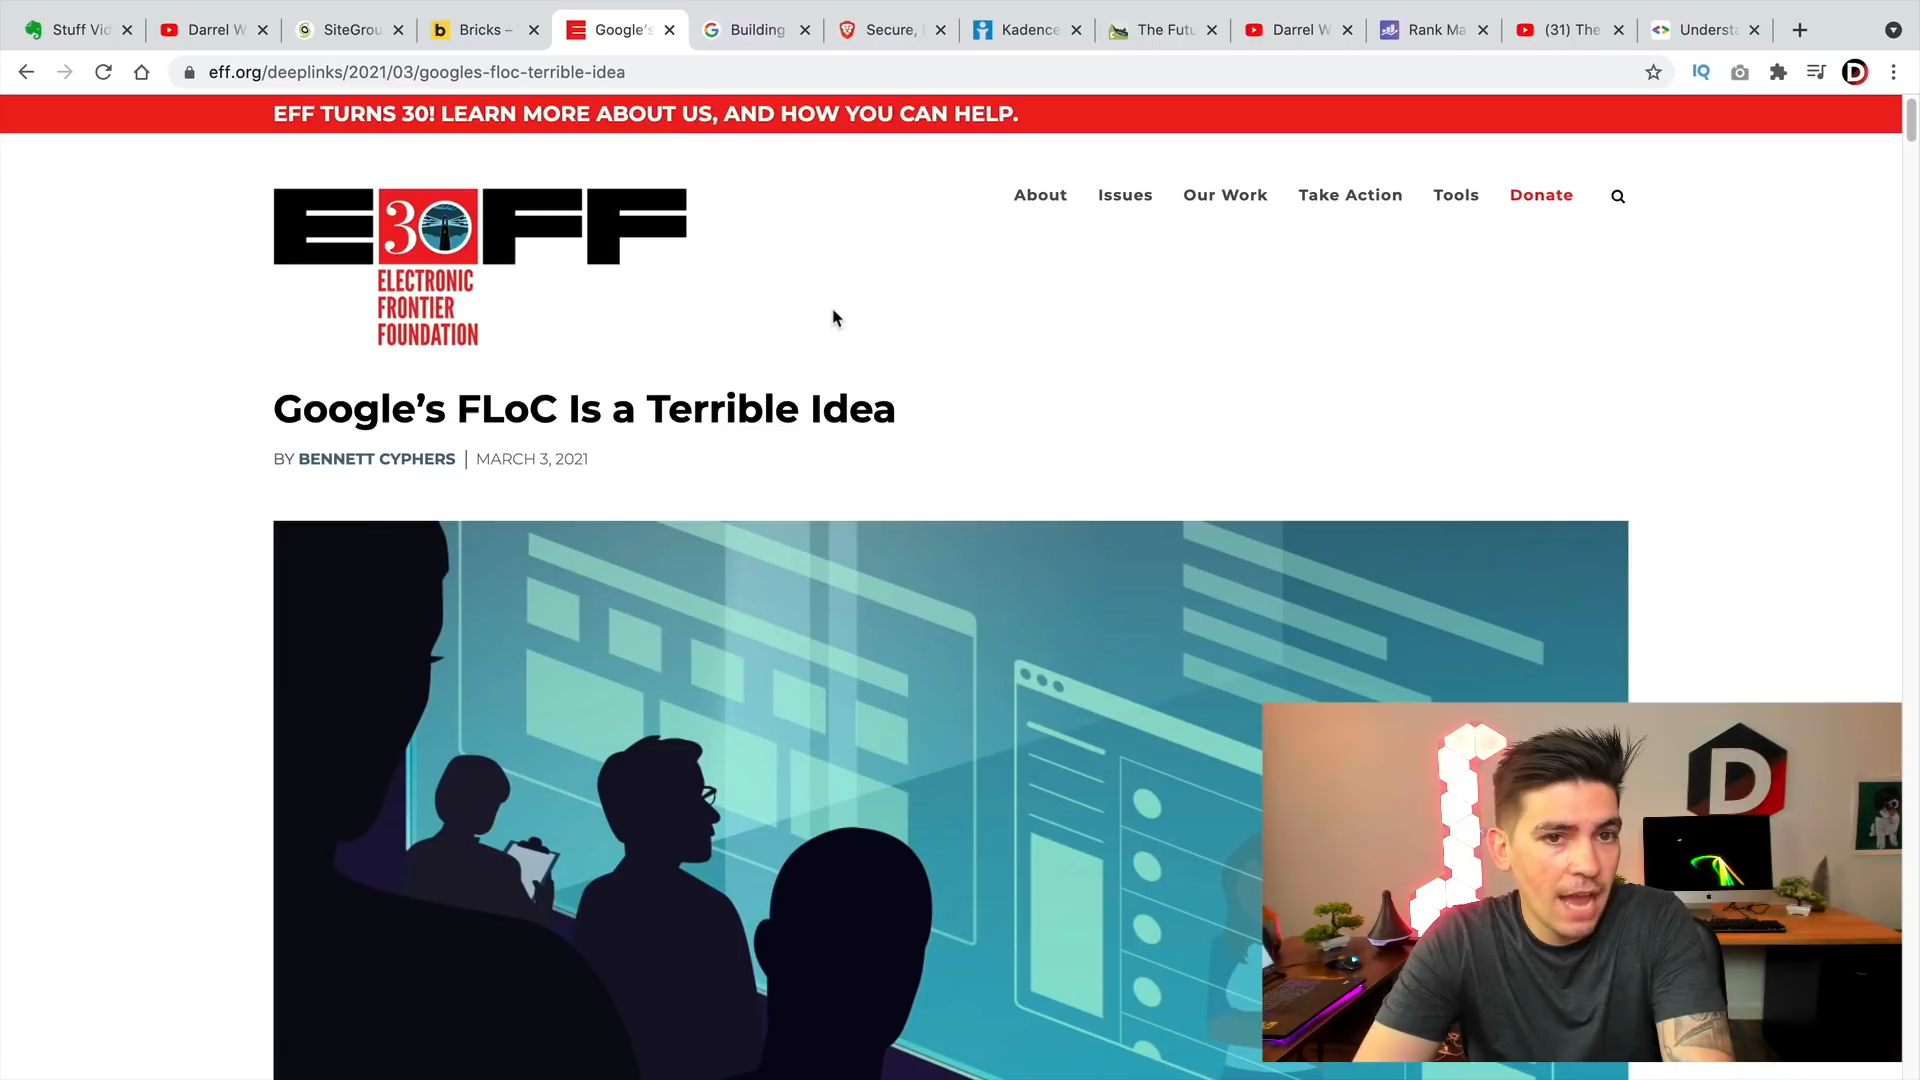 Stuff Vid
Darrel W
SiteGrou
Bricks –
Google's
Building
Secure,
Kadence
The Futu
Darrel W
Rank Ma
(31) The
Understa
eff.org/deeplinks/2021/03/googles-floc-terrible-idea
IQ
D
EFF TURNS 30! LEARN MORE ABOUT US, AND HOW YOU CAN HELP.
E30FF
ELECTRONIC
FRONTIER
FOUNDATION
About Issues Our Work Take Action Tools Donate
Google's FLoC Is a Terrible Idea
BY BENNETT CYPHERS | MARCH 3, 2021
D